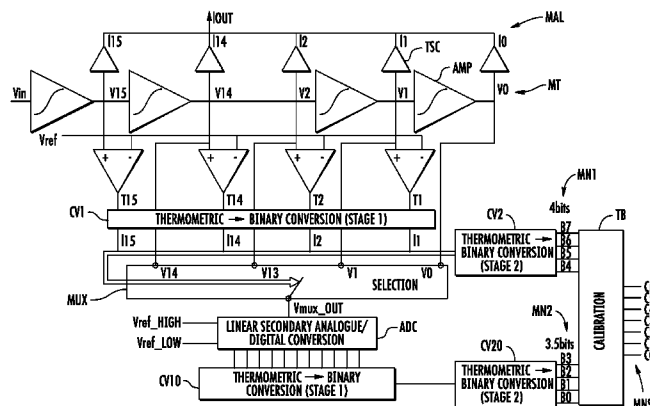 IOUT
MAL
I15 I14 I2 I1 I0
TSC
AMP
Vin V15 V14 V2 V1 V0 MT
Vref
+ - + - + - + -
T15 T14 T2 T1
CV1
THERMOMETRIC → BINARY CONVERSION (STAGE 1)
I15 I14 I2 I1
MN1
4bits
CV2
TB
THERMOMETRIC →
BINARY CONVERSION
(STAGE 2)
B7
B6
B5
B4
V14 V13 V1 V0
SELECTION
MUX
Vmux_OUT
CALIBRATION
Vref_HIGH
Vref_LOW
LINEAR SECONDARY ANALOGUE/
DIGITAL CONVERSION
ADC
MN2
3.5bits
CV20
CV10
THERMOMETRIC → BINARY
CONVERSION (STAGE 1)
THERMOMETRIC →
BINARY CONVERSION
(STAGE 2)
B3
B2
B1
B0